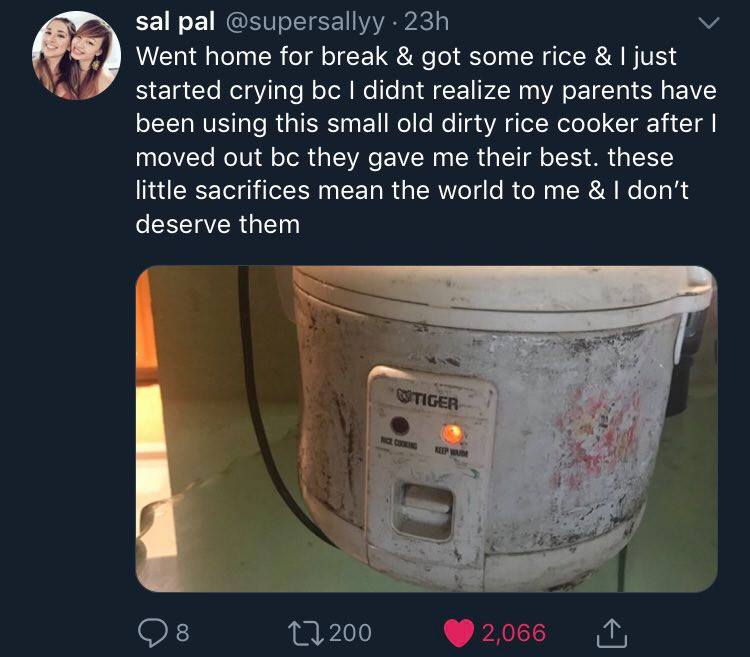 sal pal @supersallyy · 23h
Went home for break & got some rice & I just
started crying bc I didnt realize my parents have
been using this small old dirty rice cooker after I
moved out bc they gave me their best. these
little sacrifices mean the world to me & I don't
deserve them
TIGER
RICE COOKING
KEEP WARM
8 200 2,066